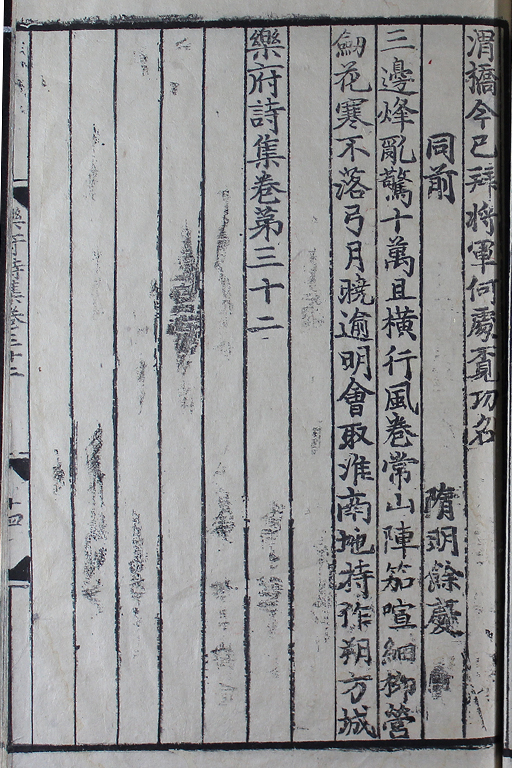 渭橋今已拜將軍何處覔功名
同前 隋明餘慶
三邊烽亂驚十萬且橫行風卷常山陣笳喧細柳營
劒花寒不落弓月曉逾明會取淮南地持作朔方城
樂府詩集卷第三十二
樂府詩集卷三十二
十四